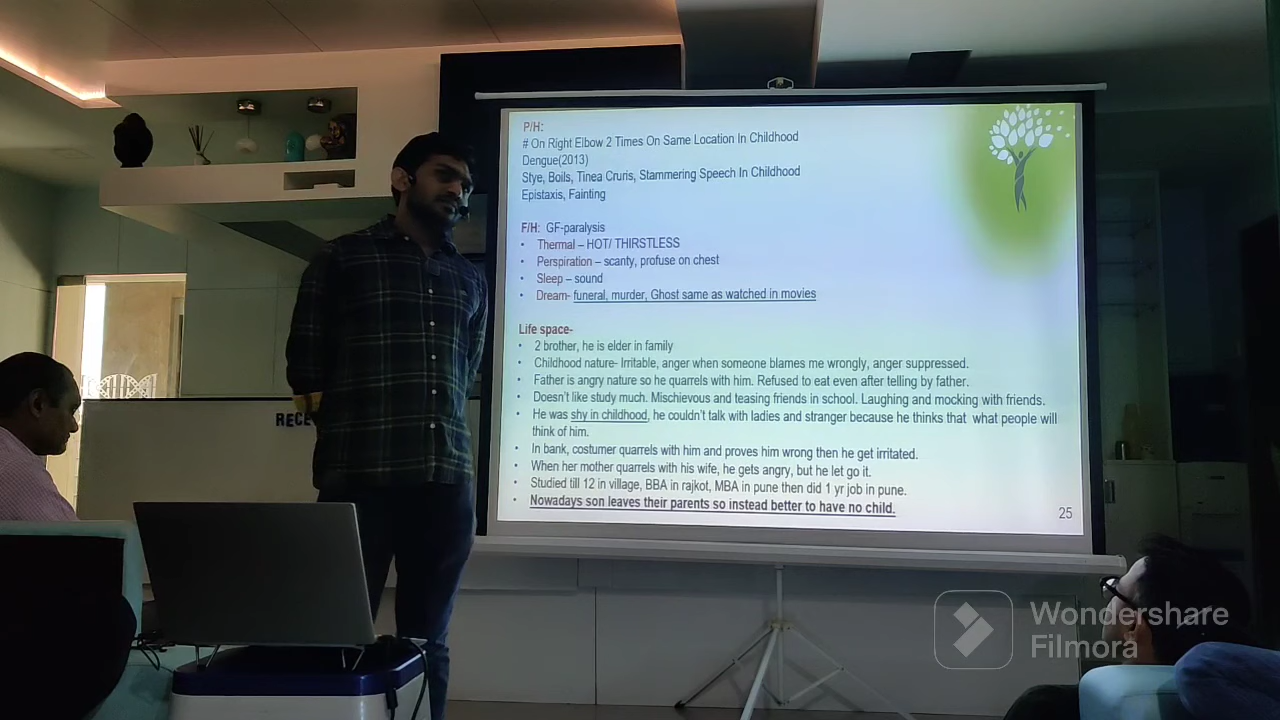 P/H:
# On Right Elbow 2 Times On Same Location In Childhood
Dengue(2013)
Stye, Boils, Tinea Cruris, Stammering Speech In Childhood
Epistaxis, Fainting
F/H: GF-paralysis
• Thermal – HOT/ THIRSTLESS
• Perspiration – scanty, profuse on chest
• Sleep – sound
• Dream- funeral, murder, Ghost same as watched in movies
Life space-
• 2 brother, he is elder in family
• Childhood nature- Irritable, anger when someone blames me wrongly, anger suppressed.
• Father is angry nature so he quarrels with him. Refused to eat even after telling by father.
• Doesn't like study much. Mischievous and teasing friends in school. Laughing and mocking with friends.
• He was shy in childhood, he couldn't talk with ladies and stranger because he thinks that what people will
think of him.
• In bank, costumer quarrels with him and proves him wrong then he get irritated.
• When her mother quarrels with his wife, he gets angry, but he let go it.
• Studied till 12 in village, BBA in rajkot, MBA in pune then did 1 yr job in pune.
• Nowadays son leaves their parents so instead better to have no child.
25
RECE
Wondershare
Filmora